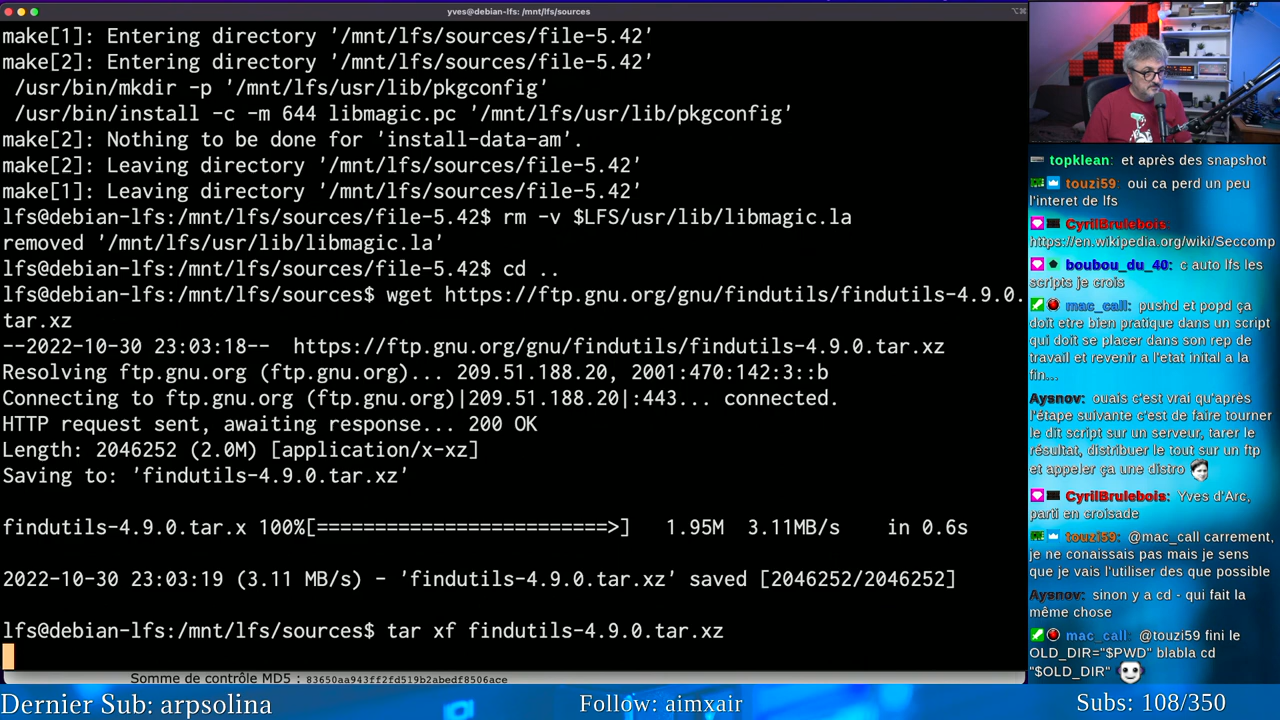 yves@debian-lfs: /mnt/lfs/sources
make[1]: Entering directory '/mnt/lfs/sources/file-5.42'
make[2]: Entering directory '/mnt/lfs/sources/file-5.42'
/usr/bin/mkdir -p '/mnt/lfs/usr/lib/pkgconfig'
/usr/bin/install -c -m 644 libmagic.pc '/mnt/lfs/usr/lib/pkgconfig'
make[2]: Nothing to be done for 'install-data-am'.
make[2]: Leaving directory '/mnt/lfs/sources/file-5.42'
make[1]: Leaving directory '/mnt/lfs/sources/file-5.42'
lfs@debian-lfs:/mnt/lfs/sources/file-5.42$ rm -v $LFS/usr/lib/libmagic.la
removed '/mnt/lfs/usr/lib/libmagic.la'
lfs@debian-lfs:/mnt/lfs/sources/file-5.42$ cd ..
lfs@debian-lfs:/mnt/lfs/sources$ wget https://ftp.gnu.org/gnu/findutils/findutils-4.9.0.
tar.xz
--2022-10-30 23:03:18--  https://ftp.gnu.org/gnu/findutils/findutils-4.9.0.tar.xz
Resolving ftp.gnu.org (ftp.gnu.org)... 209.51.188.20, 2001:470:142:3::b
Connecting to ftp.gnu.org (ftp.gnu.org)|209.51.188.20|:443... connected.
HTTP request sent, awaiting response... 200 OK
Length: 2046252 (2.0M) [application/x-xz]
Saving to: 'findutils-4.9.0.tar.xz'
findutils-4.9.0.tar.x 100%[=========================>]   1.95M  3.11MB/s    in 0.6s
2022-10-30 23:03:19 (3.11 MB/s) - 'findutils-4.9.0.tar.xz' saved [2046252/2046252]
lfs@debian-lfs:/mnt/lfs/sources$ tar xf findutils-4.9.0.tar.xz
Somme de contrôle MD5 : 83650aa943ff2fd519b2abedf8506ace
topklean: et après des snapshot
touzi59: oui ca perd un peu
l'interet de lfs
CyrilBrulebois
https://en.wikipedia.org/wiki/Seccomp
boubou_du_40: c auto lfs les
scripts je crois
mac_call: pushd et popd ça
doit etre bien pratique dans un script
qui doit se placer dans son rep de
travail et revenir a l'etat inital a la
fin...
Aysnov: ouais c'est vrai qu'après
l'étape suivante c'est de faire tourner
le dit script sur un serveur, tarer le
résultat, distribuer le tout sur un ftp
et appeler ça une distro
CyrilBrulebois: Yves d'Arc,
parti en croisade
touzi59: @mac_call carrement,
je ne conaissais pas mais je sens
que je vais l'utiliser des que possible
Aysnov: sinon y a cd - qui fait la
même chose
mac_call: @touzi59 fini le
OLD_DIR="$PWD" blabla cd
"$OLD_DIR"
Dernier Sub: arpsolina
Follow: aimxair
Subs: 108/350